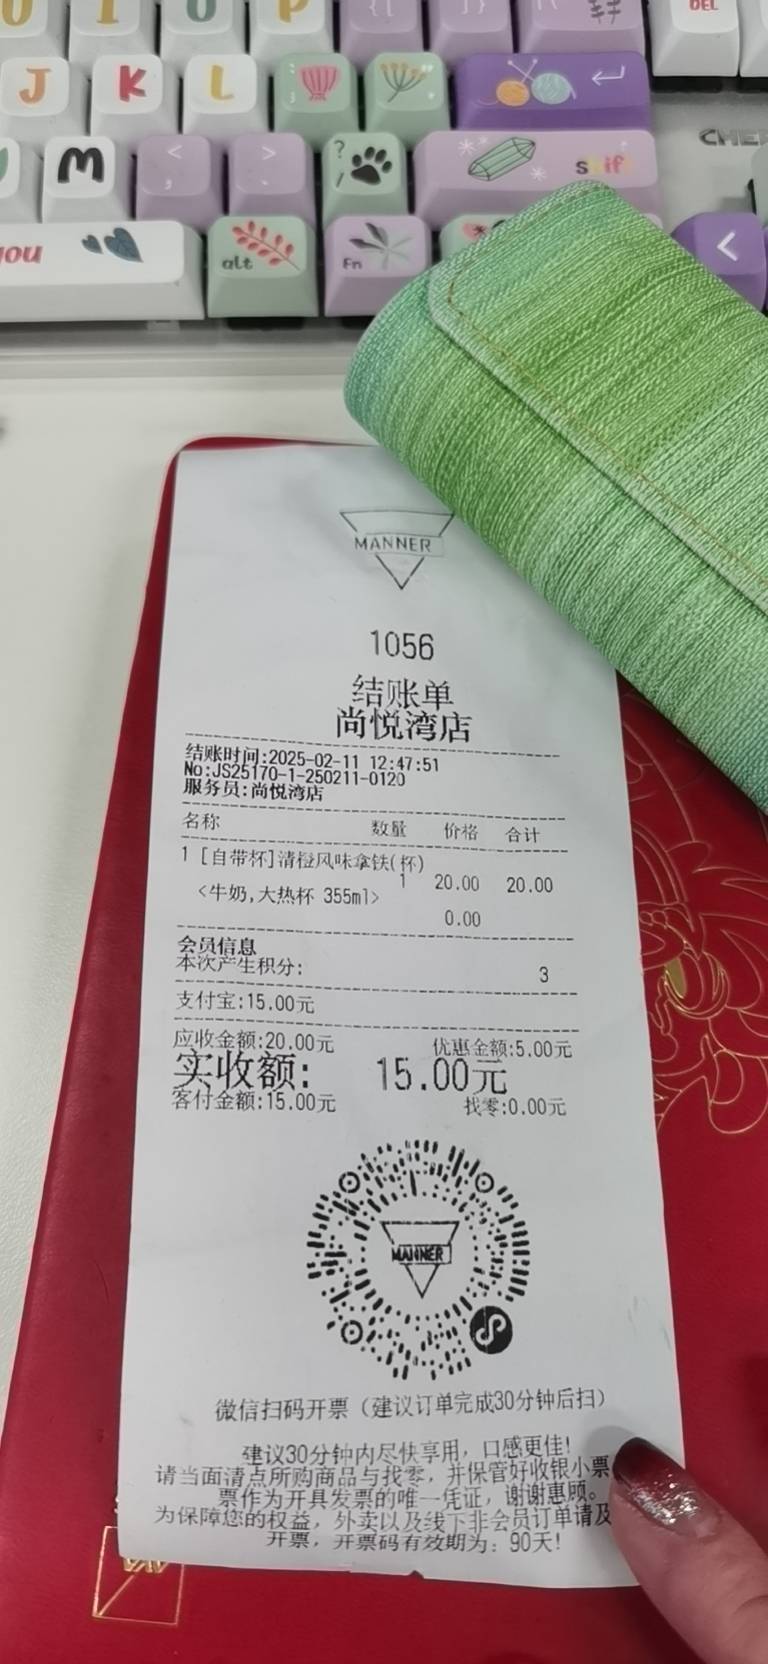 U I O P { [ } ] DEL
J K L : ;
CHER
M < , > . ? / shift
you alt Fn <
MANNER
1056
结账单
尚悦湾店
结账时间:2025-02-11 12:47:51
No:JS25170-1-250211-0120
服务员:尚悦湾店
名称 数量 价格 合计
1 [自带杯]清橙风味拿铁(杯)
1 20.00 20.00
<牛奶,大热杯 355ml>
0.00
会员信息
本次产生积分: 3
支付宝:15.00元
应收金额:20.00元 优惠金额:5.00元
实收额: 15.00元
客付金额:15.00元 找零:0.00元
MANNER
微信扫码开票（建议订单完成30分钟后扫）
建议30分钟内尽快享用，口感更佳!
请当面清点所购商品与找零，并保管好收银小票
票作为开具发票的唯一凭证，谢谢惠顾。
为保障您的权益，外卖以及线下非会员订单请及
开票，开票码有效期为：90天!